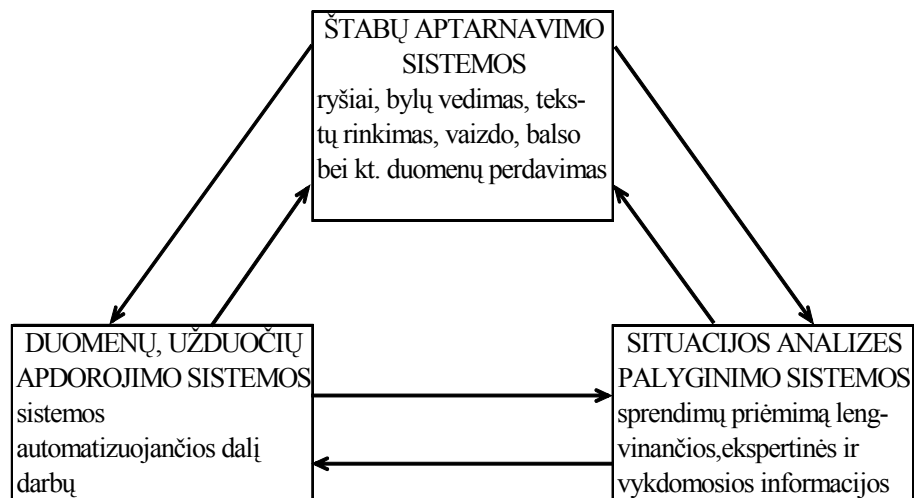 ŠTABŲ APTARNAVIMO
SISTEMOS
ryšiai, bylų vedimas, teks-
tų rinkimas, vaizdo, balso
bei kt. duomenų perdavimas
DUOMENŲ, UŽDUOČIŲ
APDOROJIMO SISTEMOS
sistemos
automatizuojančios dalį
darbų
SITUACIJOS ANALIZES
PALYGINIMO SISTEMOS
sprendimų priėmimą leng-
vinančios,ekspertinės ir
vykdomosios informacijos